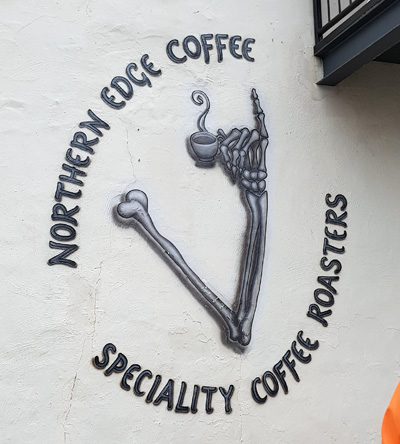 NORTHERN EDGE COFFEE
SPECIALITY COFFEE ROASTERS